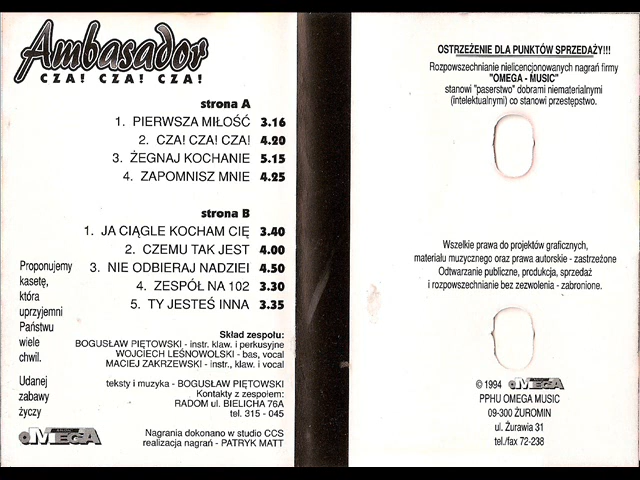 Ambasador
CZA! CZA! CZA!
strona A
1. PIERWSZA MIŁOŚĆ 3.16
2. CZA! CZA! CZA! 4.20
3. ŻEGNAJ KOCHANIE 5.15
4. ZAPOMNISZ MNIE 4.25
strona B
1. JA CIĄGLE KOCHAM CIĘ 3.40
2. CZEMU TAK JEST 4.00
3. NIE ODBIERAJ NADZIEI 4.50
4. ZESPÓŁ NA 102 3.30
5. TY JESTEŚ INNA 3.35
Proponujemy
kasetę,
która
uprzyjemni
Państwu
wiele
chwil.
Udanej
zabawy
życzy
OMEGA
Skład zespołu:
BOGUSŁAW PIĘTOWSKI - instr. klaw. i perkusyjne
WOJCIECH LEŚNOWOLSKI - bas, vocal
MACIEJ ZAKRZEWSKI - instr., klaw. i vocal
teksty i muzyka - BOGUSŁAW PIĘTOWSKI
Kontakty z zespołem:
RADOM ul. BIELICHA 76A
tel. 315 - 045
Nagrania dokonano w studio CCS
realizacja nagrań - PATRYK MATT
OSTRZEŻENIE DLA PUNKTÓW SPRZEDAŻY!!!
Rozpowszechnianie nielicencjonowanych nagrań firmy
"OMEGA - MUSIC"
stanowi "paserstwo" dobrami niematerialnymi
(intelektualnymi) co stanowi przestępstwo.
Wszelkie prawa do projektów graficznych,
materiału muzycznego oraz prawa autorskie - zastrzeżone
Odtwarzanie publiczne, produkcja, sprzedaż
i rozpowszechnianie bez zezwolenia - zabronione.
© 1994 OMEGA
PPHU OMEGA MUSIC
09-300 ŻUROMIN
ul. Żurawia 31
tel./fax 72-238